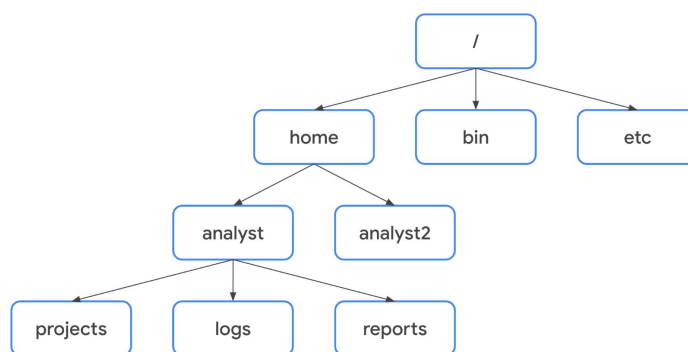 /
home
bin
etc
analyst
analyst2
projects
logs
reports